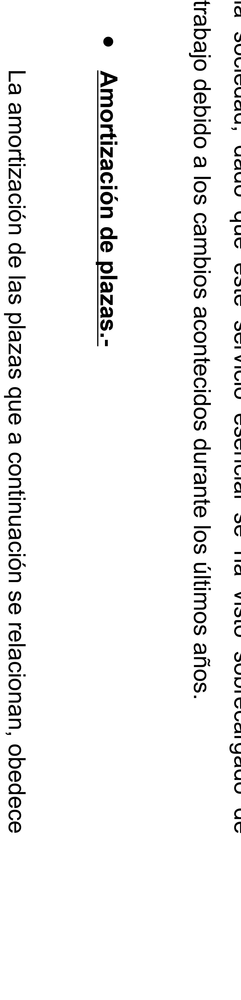 la sociedad, dado que este servicio esencial se ha visto sobrecargado de
trabajo debido a los cambios acontecidos durante los últimos años.
• Amortización de plazas.-
La amortización de las plazas que a continuación se relacionan, obedece